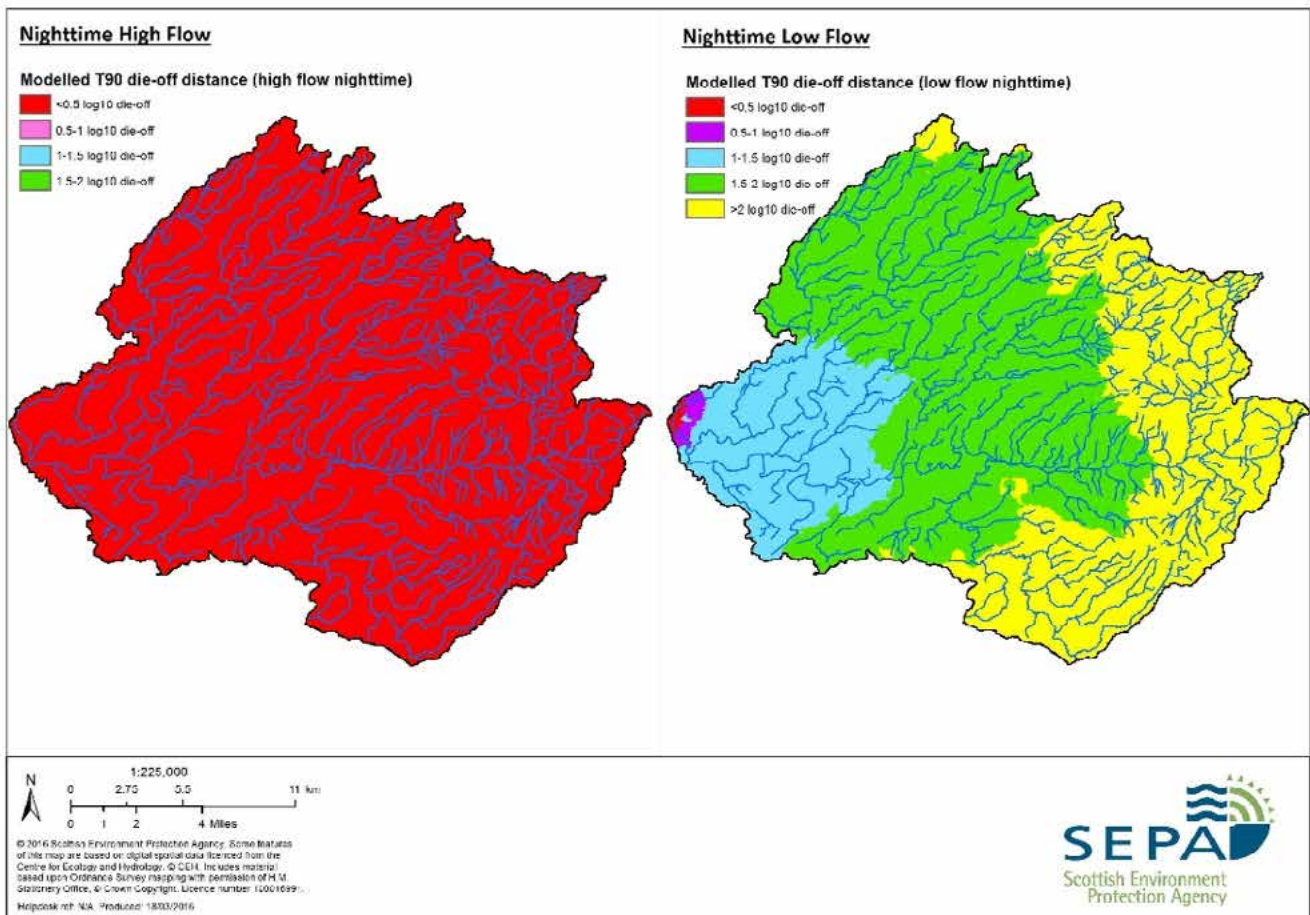 Nighttime High Flow
Modelled T90 die-off distance (high flow nighttime)
<0.5 log10 die-off
0.5-1 log10 die-off
1-1.5 log10 die-off
1.5-2 log10 die-off
Nighttime Low Flow
Modelled T90 die-off distance (low flow nighttime)
<0.5 log10 die-off
0.5-1 log10 die-off
1-1.5 log10 die-off
1.5-2 log10 die-off
>2 log10 die-off
N
1:225,000
0 2.75 5.5 11 km
0 1 2 4 Miles
© 2016 Scottish Environment Protection Agency. Some features
of this map are based on digital spatial data licenced from the
Centre for Ecology and Hydrology, © CEH. Includes material
based upon Ordnance Survey mapping with permission of H.M.
Stationery Office, © Crown Copyright. Licence number
Helpdesk ref: N/A Produced: 18/03/2016
SEPA
Scottish Environment
Protection Agency